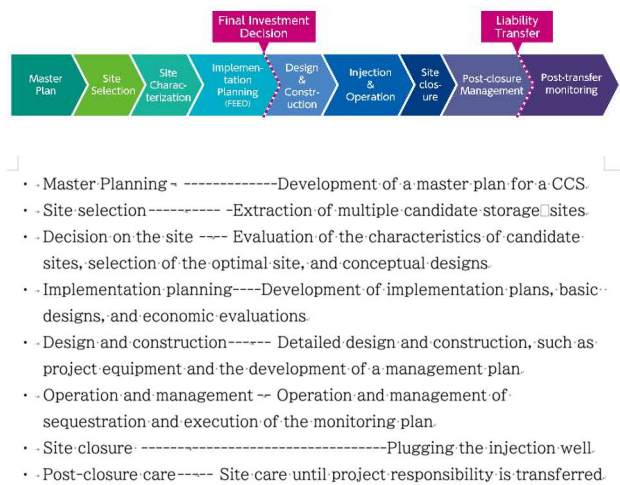 Final Investment
Decision
Liability
Transfer
Master
Plan
Site
Selection
Site
Charac-
terization
Implemen-
tation
Planning
(FEED)
Design
&
Constr-
uction
Injection
&
Operation
Site
clos-
ure
Post-closure
Management
Post-transfer
monitoring
・ Master Planning - -------------Development of a master plan for a CCS
・ Site selection---------- -Extraction of multiple candidate storage□sites
・ Decision on the site ---- Evaluation of the characteristics of candidate
sites, selection of the optimal site, and conceptual designs
・ Implementation planning----Development of implementation plans, basic
designs, and economic evaluations
・ Design and construction------ Detailed design and construction, such as
project equipment and the development of a management plan
・ Operation and management -- Operation and management of
sequestration and execution of the monitoring plan
・ Site closure -----------------------------------Plugging the injection well
・ Post-closure care----- Site care until project responsibility is transferred